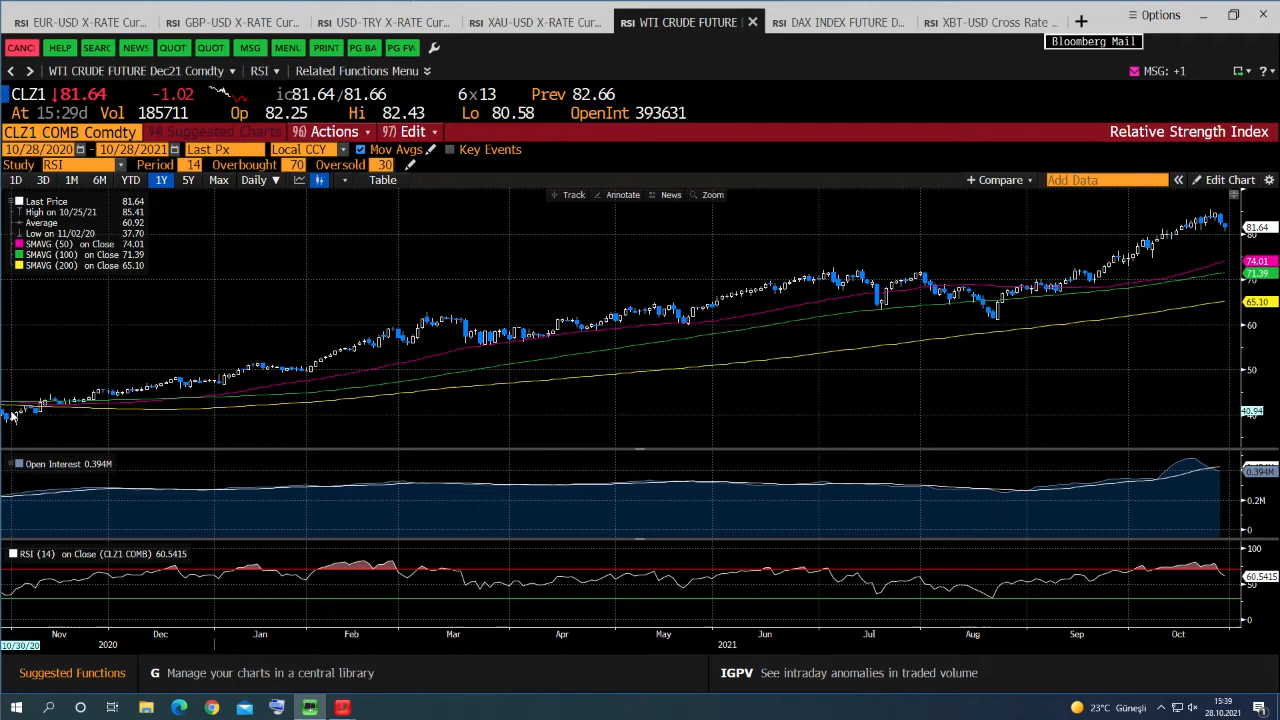 RSI EUR-USD X-RATE Cur... RSI GBP-USD X-RATE Cur... RSI USD-TRY X-RATE Cur... RSI XAU-USD X-RATE Cur... RSI WTI CRUDE FUTURE RSI DAX INDEX FUTURE D... RSI XBT-USD Cross Rate ... Options
CANC HELP SEARC NEWS QUOT QUOT MSG MENU PRINT PG BA PG FW Bloomberg Mail
WTI CRUDE FUTURE Dec21 Comdty RSI Related Functions Menu MSG: +1 ?
CLZ1 ↓81.64 -1.02 ic81.64/81.66 6x13 Prev 82.66
At 15:29d Vol 185711 Op 82.25 Hi 82.43 Lo 80.58 OpenInt 393631
CLZ1 COMB Comdty 94) Suggested Charts 96) Actions 97) Edit Relative Strength Index
10/28/2020 - 10/28/2021 Last Px Local CCY Mov Avgs Key Events
Study RSI Period 14 Overbought 70 Oversold 30
1D 3D 1M 6M YTD 1Y 5Y Max Daily ▼ Table + Compare Add Data « Edit Chart
Track Annotate News Zoom
Last Price 81.64
High on 10/25/21 85.41
Average 60.92
Low on 11/02/20 37.70
SMAVG (50) on Close 74.01
SMAVG (100) on Close 71.39
SMAVG (200) on Close 65.10
81.64
80
74.01
71.39
70
65.10
60
50
40.94
Open Interest 0.394M
0.394M
0.2M
0
RSI (14) on Close (CLZ1 COMB) 60.5415
100
60.5415
50
0
Nov Dec Jan Feb Mar Apr May Jun Jul Aug Sep Oct
10/30/20 2020 2021
Suggested Functions G Manage your charts in a central library IGPV See intraday anomalies in traded volume
23°C Güneşli 15:39
28.10.2021